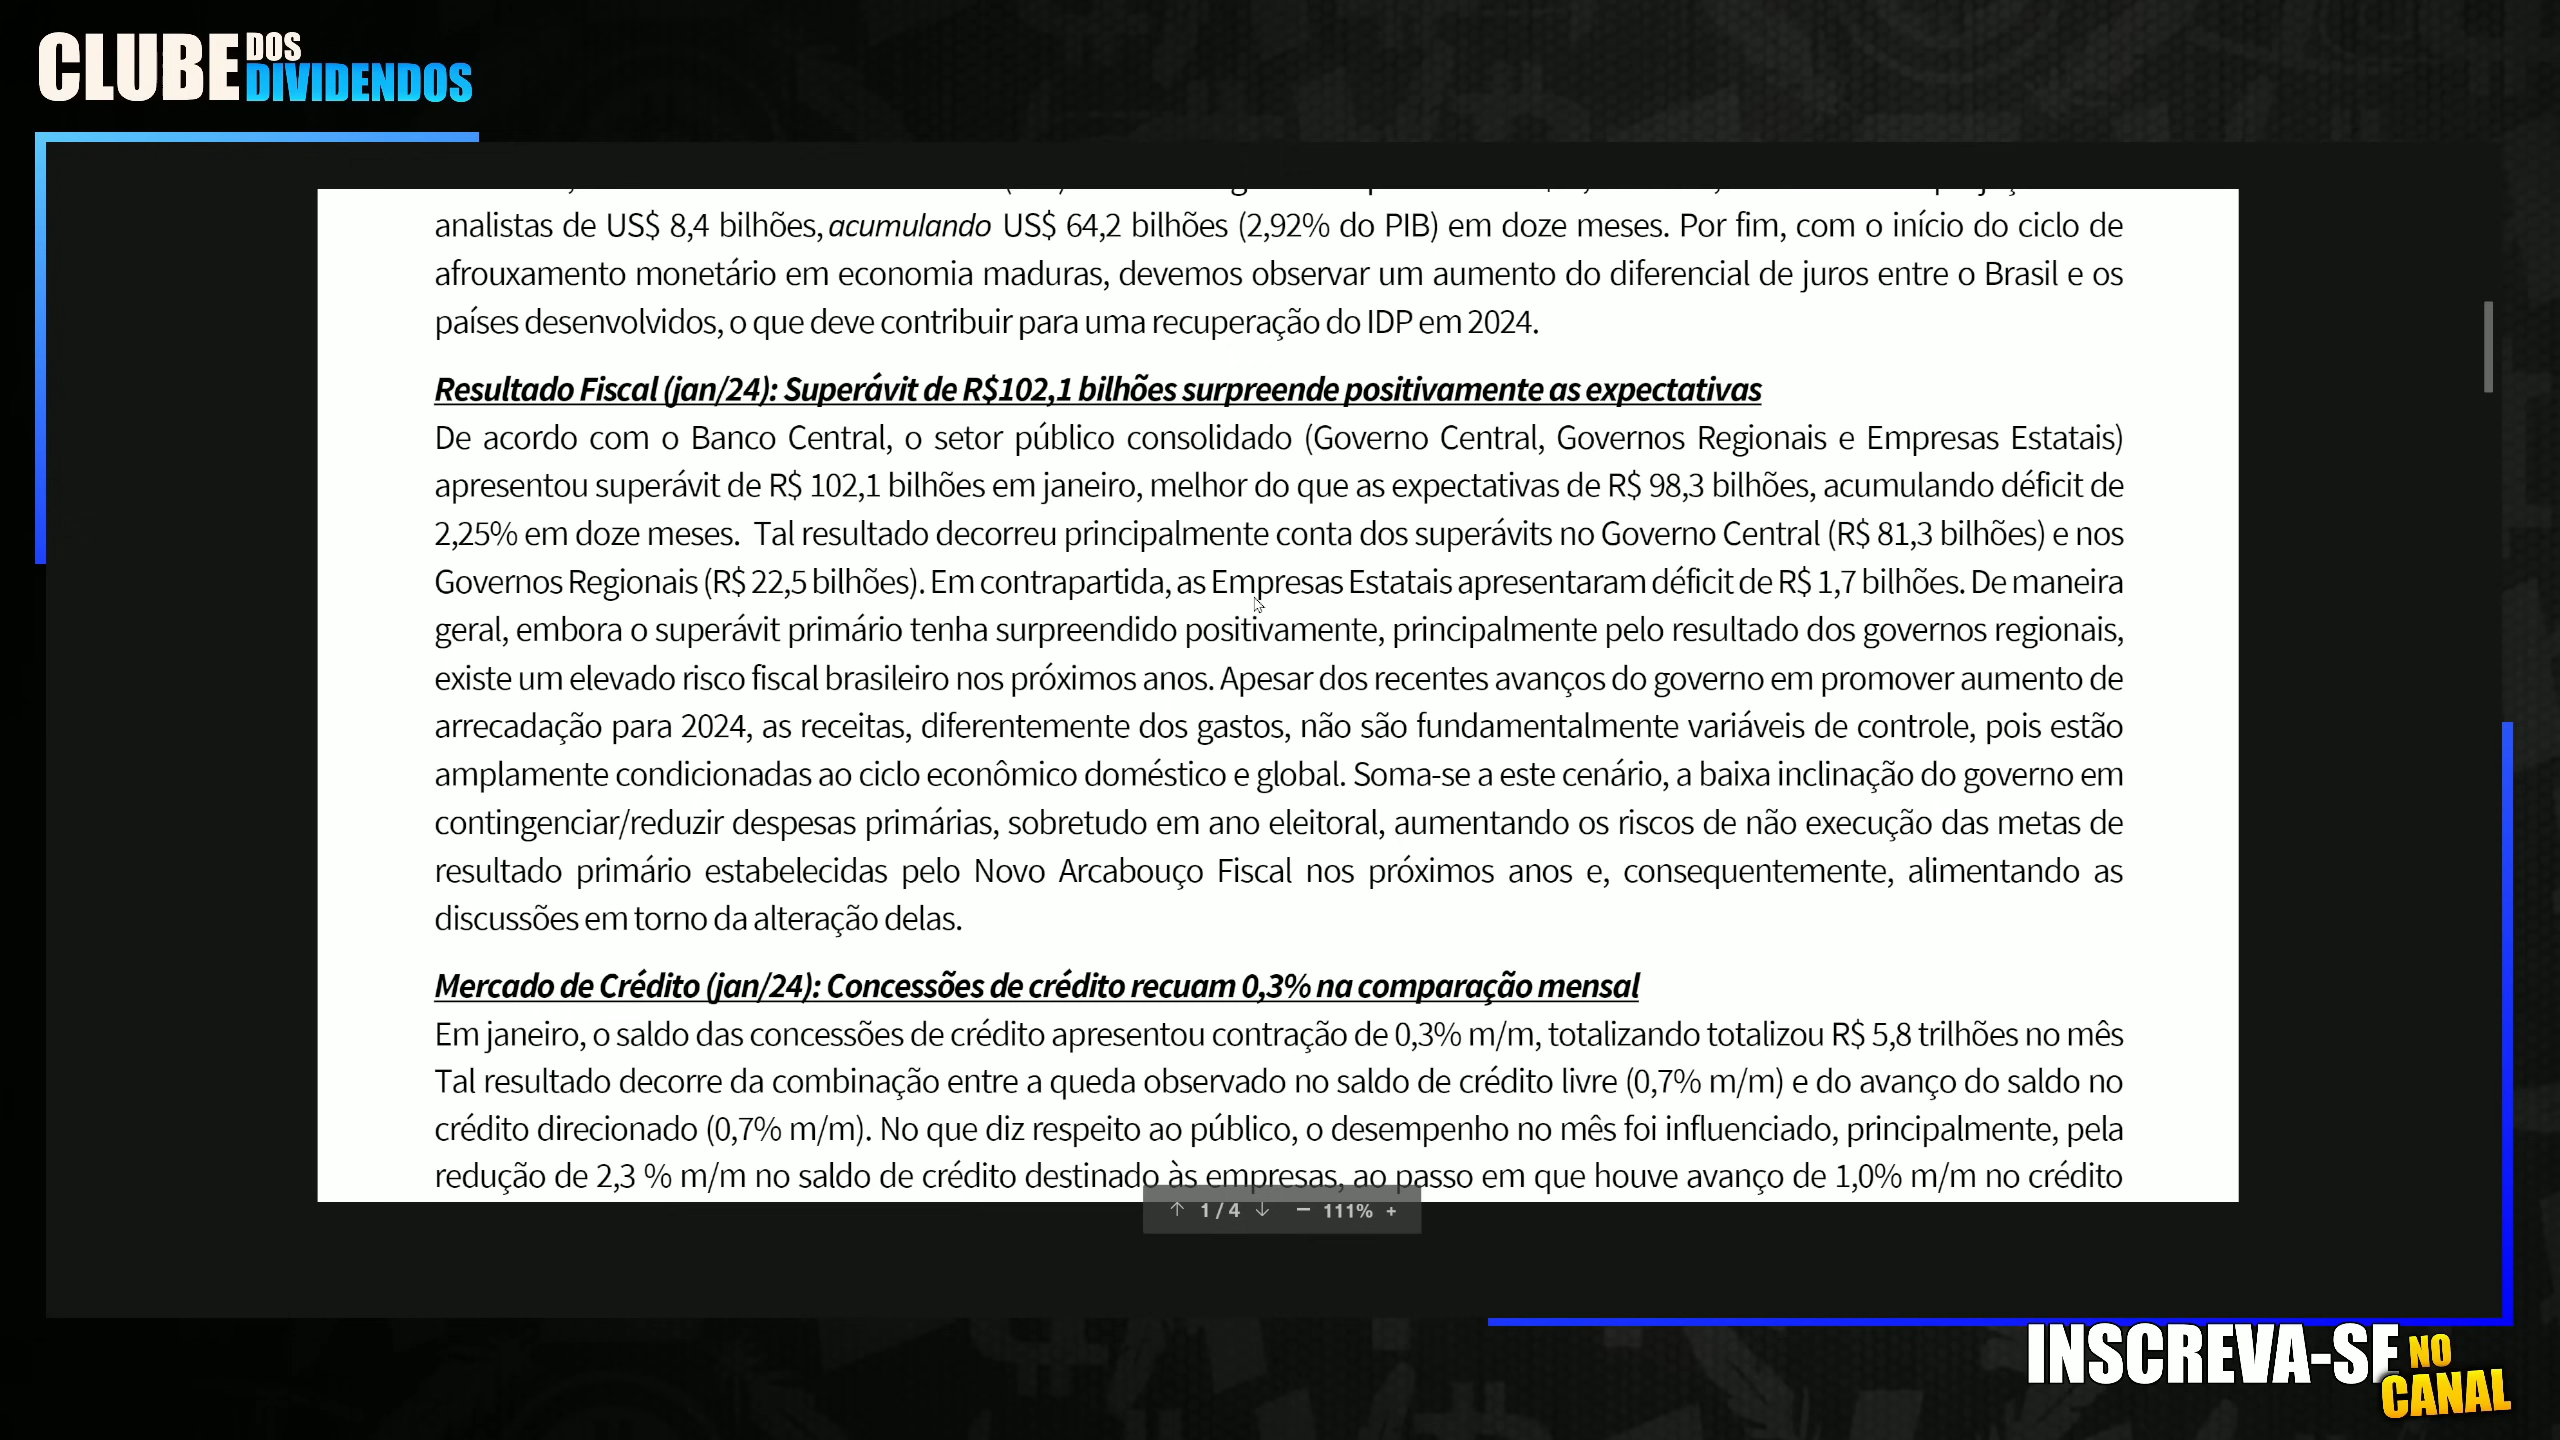 CLUBE DOS
DIVIDENDOS
analistas de US$ 8,4 bilhões, acumulando US$ 64,2 bilhões (2,92% do PIB) em doze meses. Por fim, com o início do ciclo de
afrouxamento monetário em economia maduras, devemos observar um aumento do diferencial de juros entre o Brasil e os
países desenvolvidos, o que deve contribuir para uma recuperação do IDP em 2024.
Resultado Fiscal (jan/24): Superávit de R$102,1 bilhões surpreende positivamente as expectativas
De acordo com o Banco Central, o setor público consolidado (Governo Central, Governos Regionais e Empresas Estatais)
apresentou superávit de R$ 102,1 bilhões em janeiro, melhor do que as expectativas de R$ 98,3 bilhões, acumulando déficit de
2,25% em doze meses. Tal resultado decorreu principalmente conta dos superávits no Governo Central (R$ 81,3 bilhões) e nos
Governos Regionais (R$ 22,5 bilhões). Em contrapartida, as Empresas Estatais apresentaram déficit de R$ 1,7 bilhões. De maneira
geral, embora o superávit primário tenha surpreendido positivamente, principalmente pelo resultado dos governos regionais,
existe um elevado risco fiscal brasileiro nos próximos anos. Apesar dos recentes avanços do governo em promover aumento de
arrecadação para 2024, as receitas, diferentemente dos gastos, não são fundamentalmente variáveis de controle, pois estão
amplamente condicionadas ao ciclo econômico doméstico e global. Soma-se a este cenário, a baixa inclinação do governo em
contingenciar/reduzir despesas primárias, sobretudo em ano eleitoral, aumentando os riscos de não execução das metas de
resultado primário estabelecidas pelo Novo Arcabouço Fiscal nos próximos anos e, consequentemente, alimentando as
discussões em torno da alteração delas.
Mercado de Crédito (jan/24): Concessões de crédito recuam 0,3% na comparação mensal
Em janeiro, o saldo das concessões de crédito apresentou contração de 0,3% m/m, totalizando totalizou R$ 5,8 trilhões no mês
Tal resultado decorre da combinação entre a queda observado no saldo de crédito livre (0,7% m/m) e do avanço do saldo no
crédito direcionado (0,7% m/m). No que diz respeito ao público, o desempenho no mês foi influenciado, principalmente, pela
redução de 2,3 % m/m no saldo de crédito destinado às empresas, ao passo em que houve avanço de 1,0% m/m no crédito
1 / 4 − 111% +
INSCREVA-SE NO
CANAL